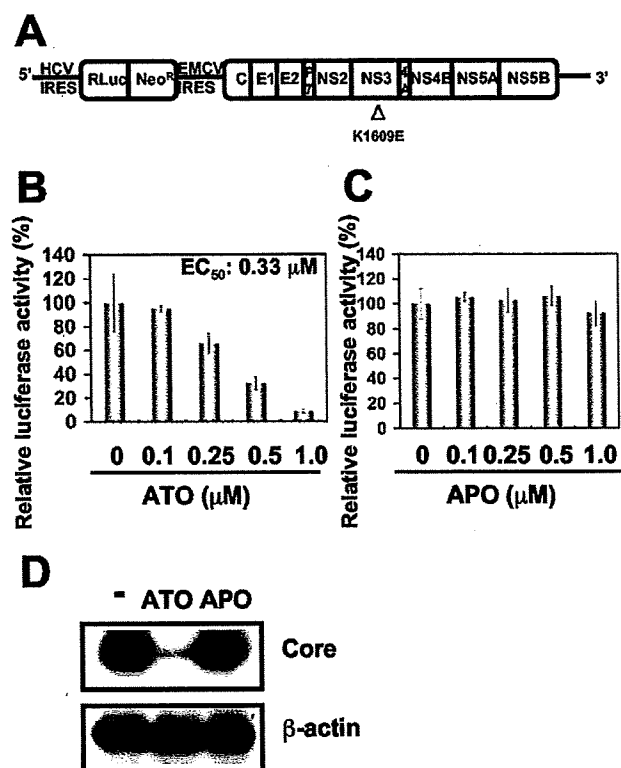 A
5' HCV IRES RLuc Neo^R EMCV IRES C E1 E2 p7 NS2 NS3 4A NS4B NS5A NS5B 3'
Δ
K1609E
B
Relative luciferase activity (%)
140
120
100
80
60
40
20
0
EC50: 0.33 μM
0 0.1 0.25 0.5 1.0
ATO (μM)
C
Relative luciferase activity (%)
140
120
100
80
60
40
20
0
0 0.1 0.25 0.5 1.0
APO (μM)
D
- ATO APO
Core
β-actin